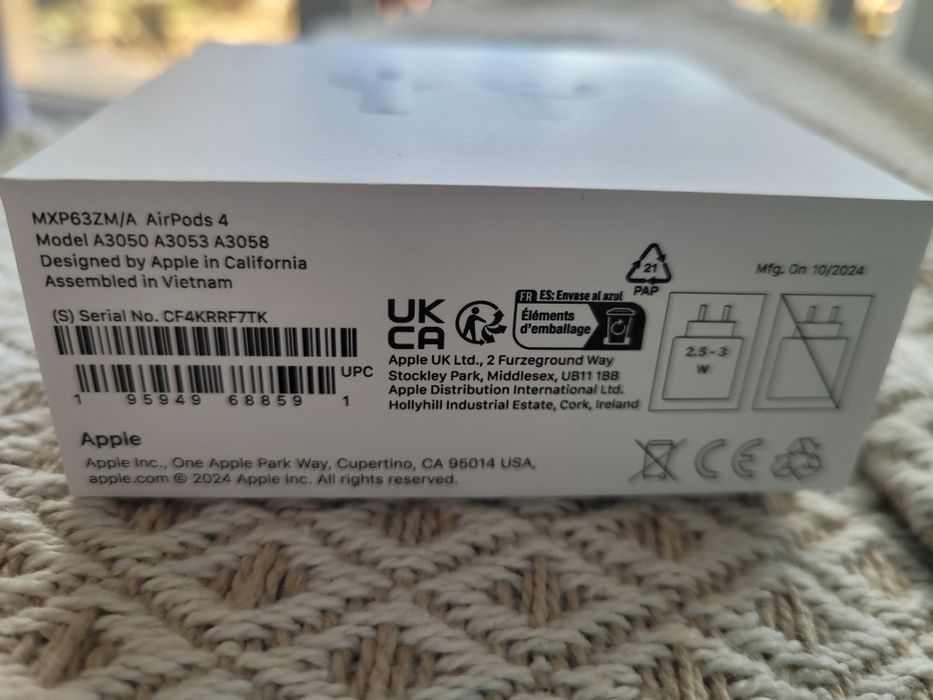 MXP63ZM/A AirPods 4
Model A3050 A3053 A3058
Designed by Apple in California
Assembled in Vietnam
(S) Serial No. CF4KRRF7TK
UPC
1 95949 68859 1
Apple
Apple Inc., One Apple Park Way, Cupertino, CA 95014 USA,
apple.com © 2024 Apple Inc. All rights reserved.
UK
CA
FR ES: Envase al azul
Éléments
d'emballage
Apple UK Ltd., 2 Furzeground Way
Stockley Park, Middlesex, UB11 1BB
Apple Distribution International Ltd.
Hollyhill Industrial Estate, Cork, Ireland
21
PAP
Mfg. On 10/2024
2.5 - 3
W
CE